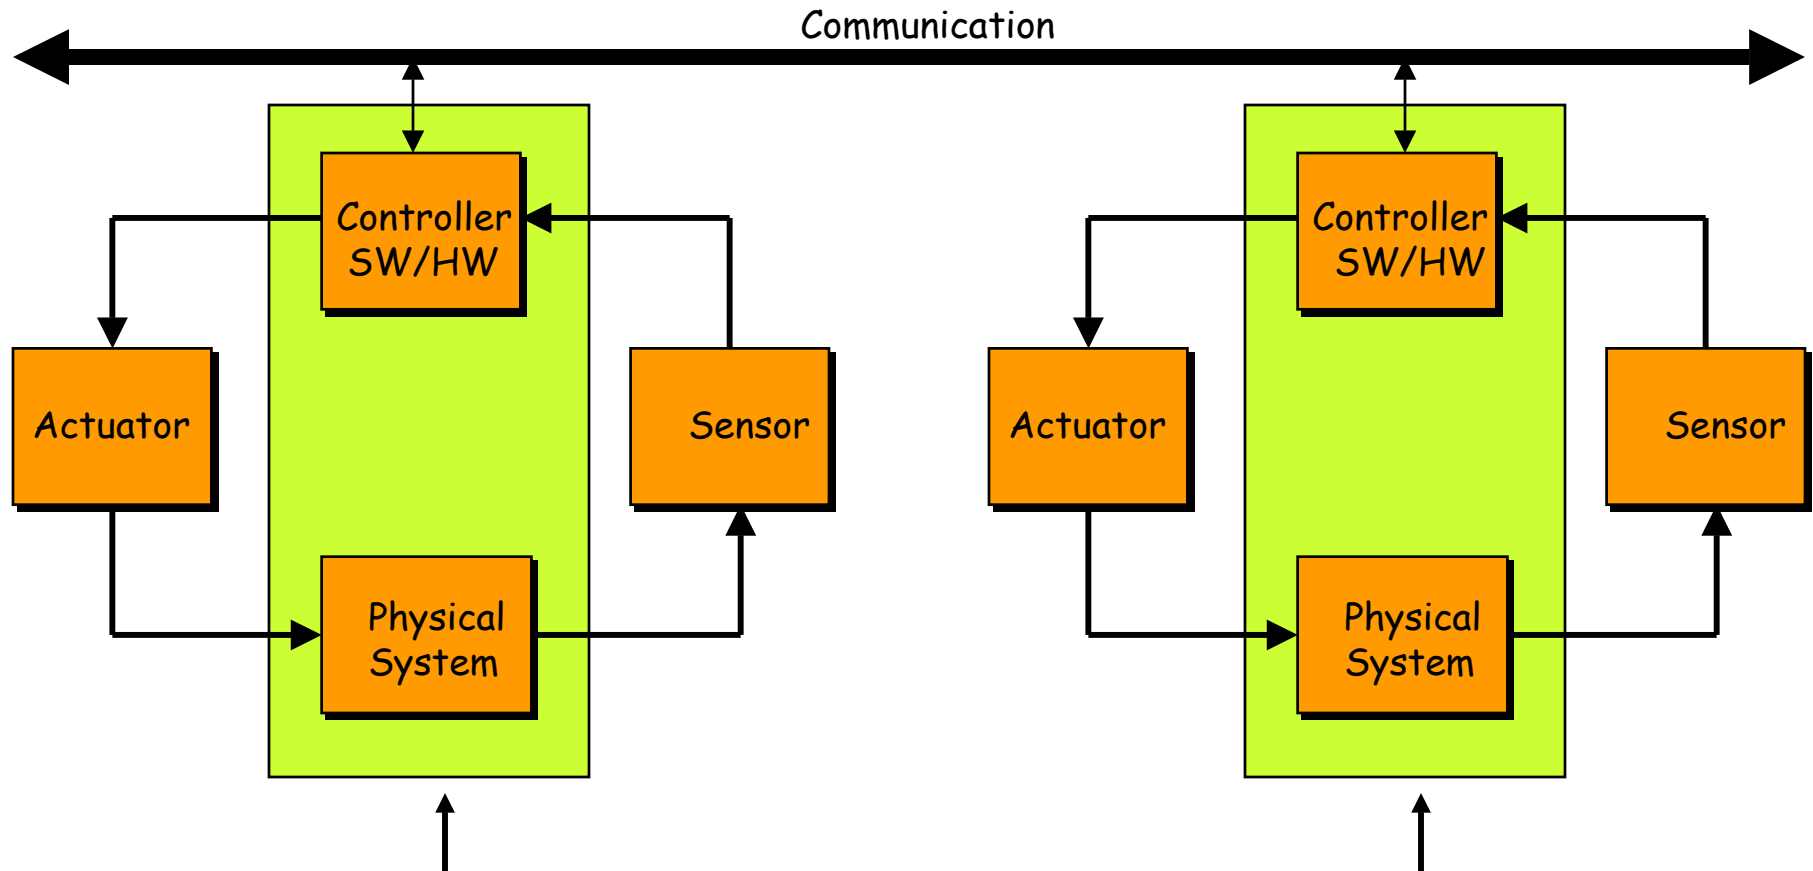 Communication
Controller
SW/HW
Controller
SW/HW
Actuator
Sensor
Actuator
Sensor
Physical
System
Physical
System